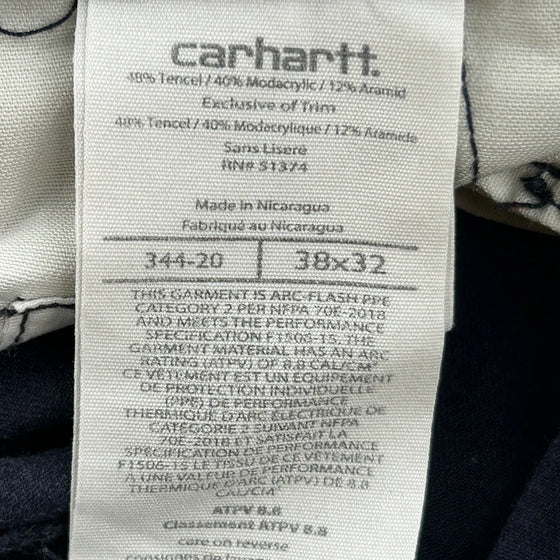 carhartt.
48% Tencel / 40% Modacrylic / 12% Aramid
Exclusive of Trim
48% Tencel / 40% Modacrylique / 12% Aramide
Sans Liseré
RN# 51374
Made in Nicaragua
Fabriqué au Nicaragua
344-20 38x32
THIS GARMENT IS ARC-FLASH PPE
CATEGORY 2 PER NFPA 70E-2018
AND MEETS THE PERFORMANCE
SPECIFICATION F1506-15. THE
GARMENT MATERIAL HAS AN ARC
RATING (ATPV) OF 8.8 CAL/CM²
CE VÊTEMENT EST UN ÉQUIPEMENT
DE PROTECTION INDIVIDUELLE
(PPE) DE PERFORMANCE
THERMIQUE D'ARC ÉLECTRIQUE DE
CATÉGORIE 2 SUIVANT NFPA
70E-2018 ET SATISFAIT LA
F1506-15 LE TISSU DE CE VÊTEMENT
A UNE VALEUR DE PERFORMANCE
THERMIQUE D'ARC (ATPV) DE 8.8
CAL/CM²
ATPV 8.8
Classement ATPV 8.8
care on reverse
consignes de lavage